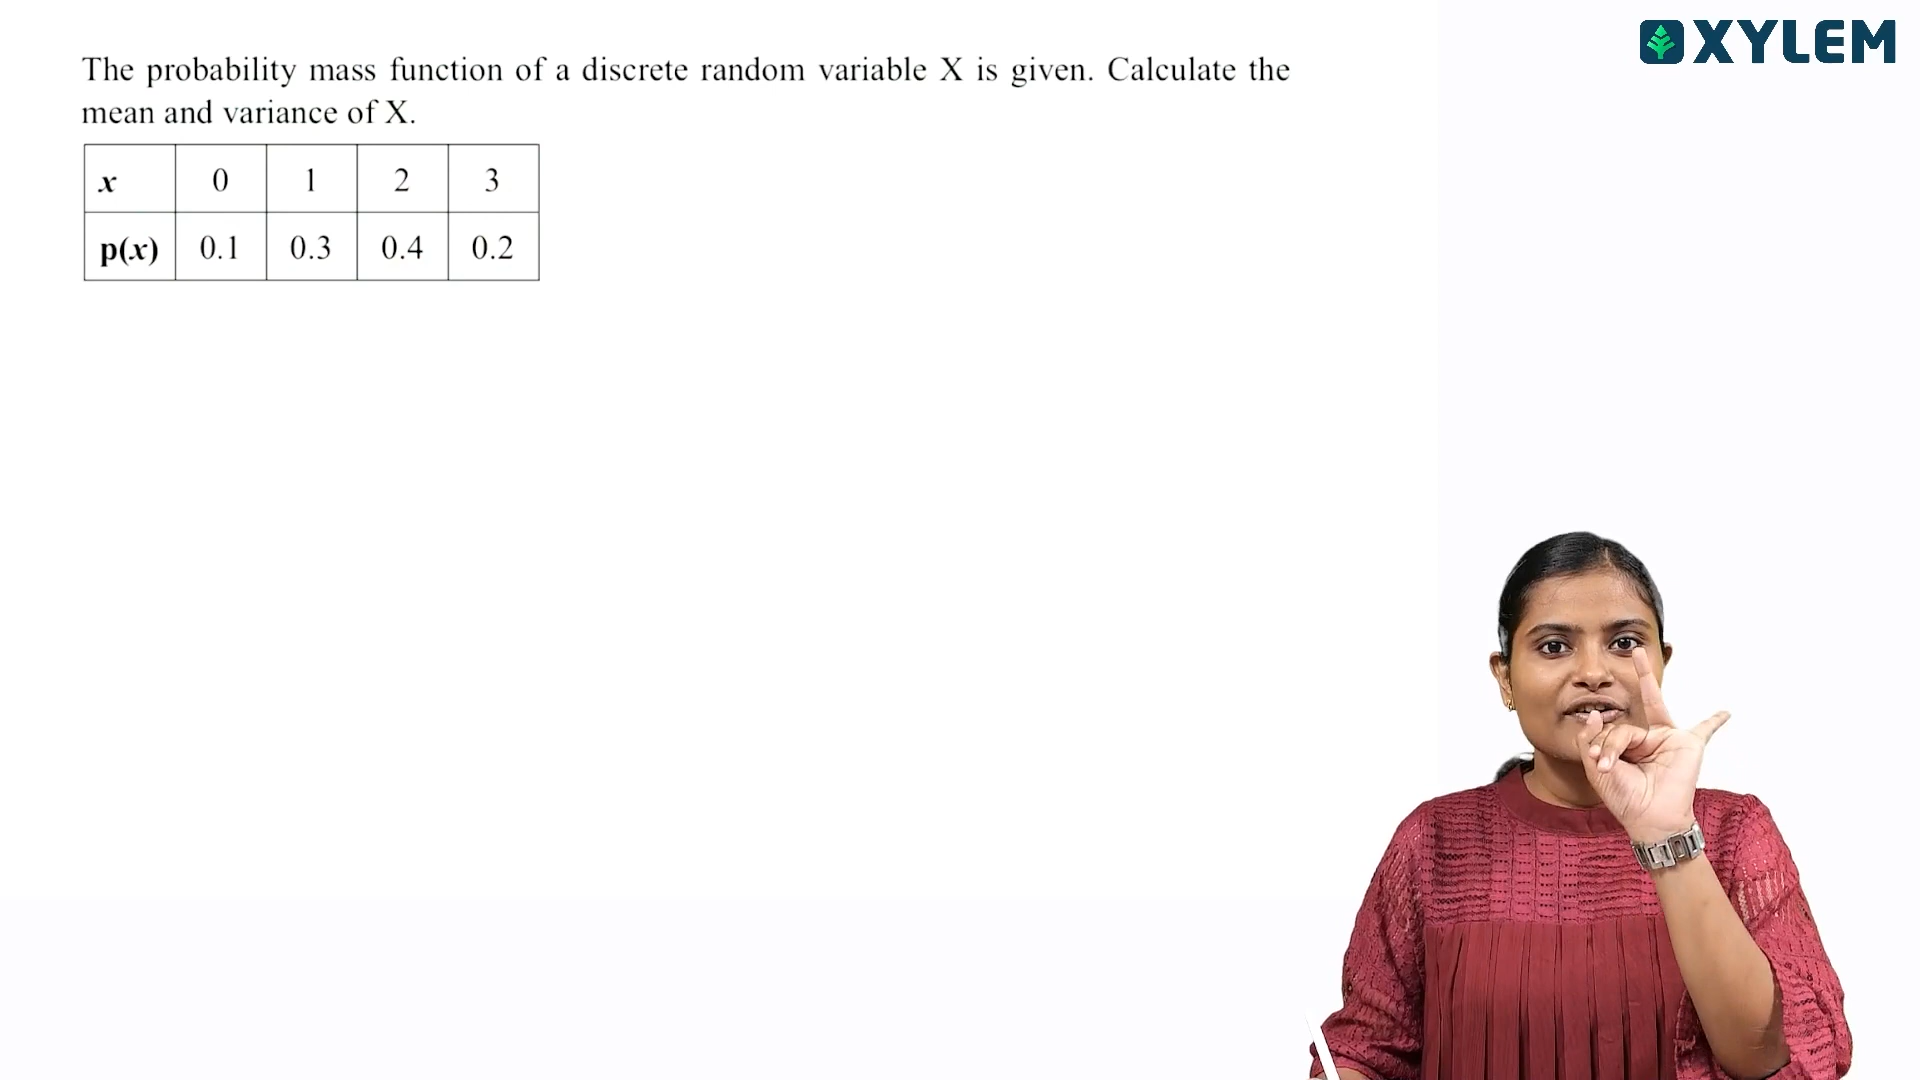 XYLEM
The probability mass function of a discrete random variable X is given. Calculate the
mean and variance of X.
x 0 1 2 3
p(x) 0.1 0.3 0.4 0.2